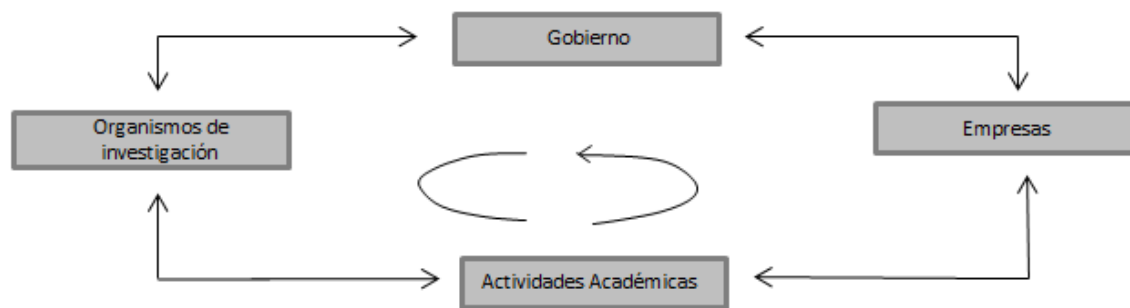 Gobierno
Organismos de
investigación
Empresas
Actividades Académicas